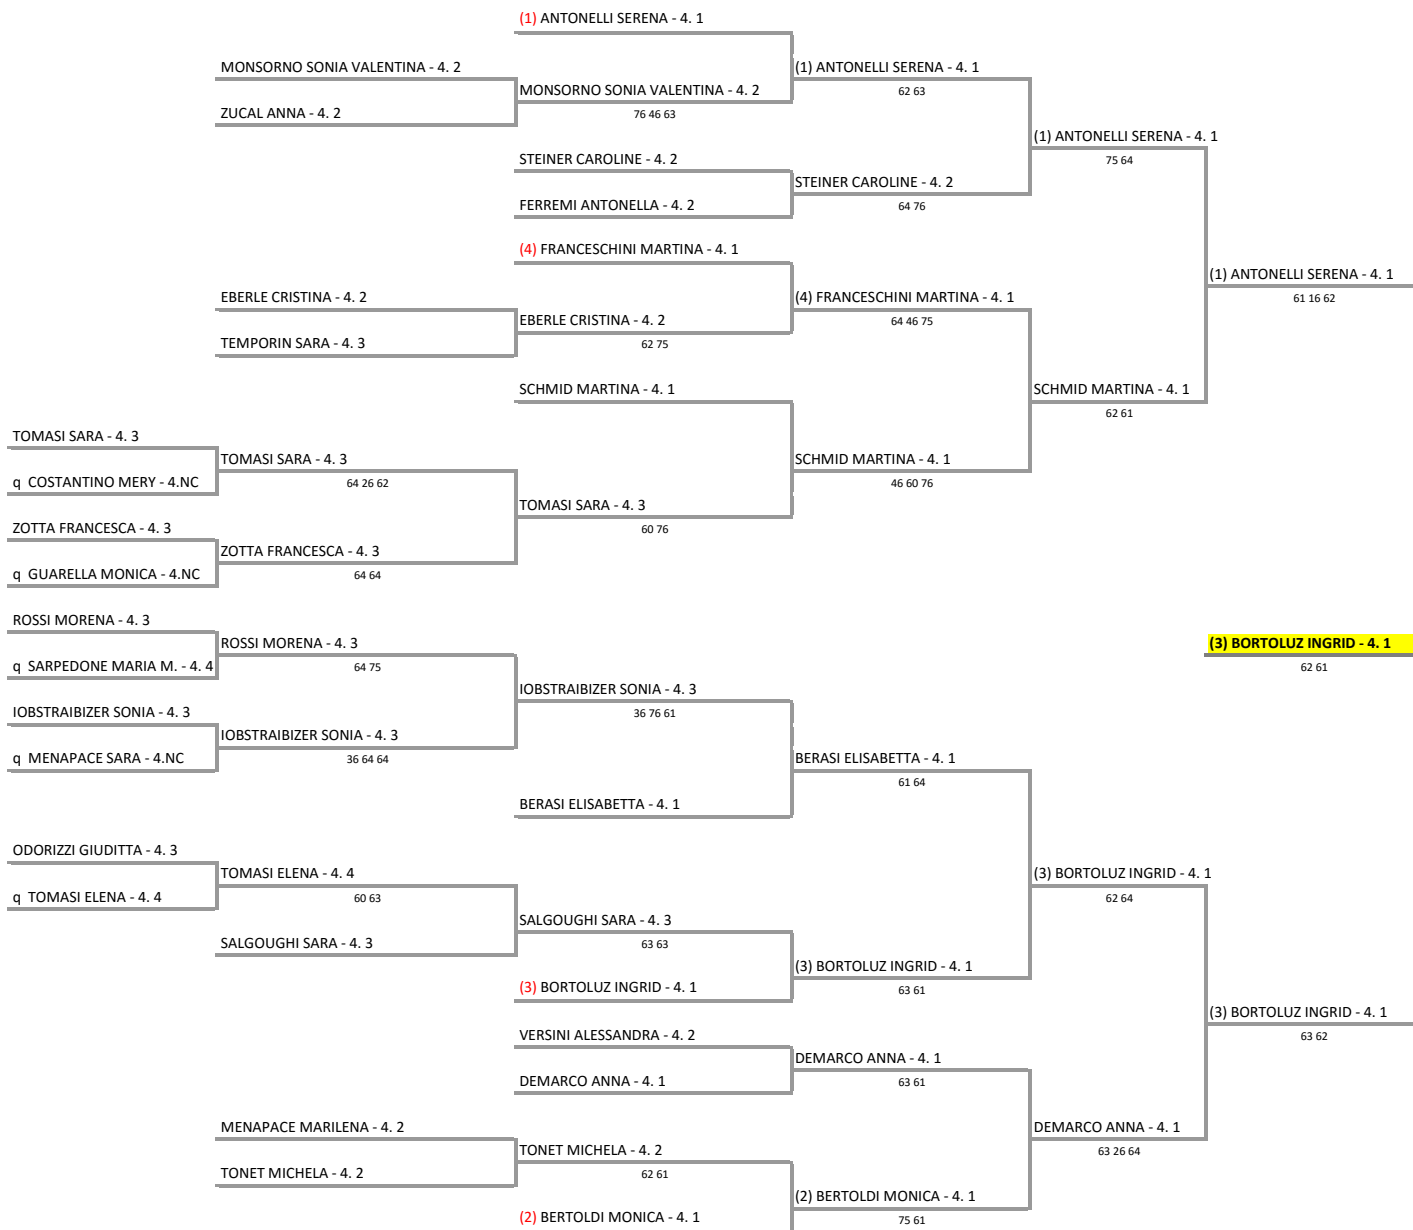 (1) ANTONELLI SERENA - 4. 1
MONSORNO SONIA VALENTINA - 4. 2
(1) ANTONELLI SERENA - 4. 1
MONSORNO SONIA VALENTINA - 4. 2
62 63
ZUCAL ANNA - 4. 2
76 46 63
(1) ANTONELLI SERENA - 4. 1
STEINER CAROLINE - 4. 2
75 64
STEINER CAROLINE - 4. 2
FERREMI ANTONELLA - 4. 2
64 76
(4) FRANCESCHINI MARTINA - 4. 1
(1) ANTONELLI SERENA - 4. 1
EBERLE CRISTINA - 4. 2
(4) FRANCESCHINI MARTINA - 4. 1
61 16 62
EBERLE CRISTINA - 4. 2
64 46 75
TEMPORIN SARA - 4. 3
62 75
SCHMID MARTINA - 4. 1
SCHMID MARTINA - 4. 1
62 61
TOMASI SARA - 4. 3
TOMASI SARA - 4. 3
SCHMID MARTINA - 4. 1
q COSTANTINO MERY - 4.NC
64 26 62
46 60 76
TOMASI SARA - 4. 3
ZOTTA FRANCESCA - 4. 3
60 76
ZOTTA FRANCESCA - 4. 3
q GUARELLA MONICA - 4.NC
64 64
ROSSI MORENA - 4. 3
ROSSI MORENA - 4. 3
(3) BORTOLUZ INGRID - 4. 1
q SARPEDONE MARIA M. - 4. 4
64 75
62 61
IOBSTRAIBIZER SONIA - 4. 3
IOBSTRAIBIZER SONIA - 4. 3
36 76 61
IOBSTRAIBIZER SONIA - 4. 3
q MENAPACE SARA - 4.NC
36 64 64
BERASI ELISABETTA - 4. 1
61 64
BERASI ELISABETTA - 4. 1
ODORIZZI GIUDITTA - 4. 3
TOMASI ELENA - 4. 4
(3) BORTOLUZ INGRID - 4. 1
q TOMASI ELENA - 4. 4
60 63
62 64
SALGOUGHI SARA - 4. 3
SALGOUGHI SARA - 4. 3
63 63
(3) BORTOLUZ INGRID - 4. 1
(3) BORTOLUZ INGRID - 4. 1
63 61
(3) BORTOLUZ INGRID - 4. 1
VERSINI ALESSANDRA - 4. 2
63 62
DEMARCO ANNA - 4. 1
DEMARCO ANNA - 4. 1
63 61
MENAPACE MARILENA - 4. 2
DEMARCO ANNA - 4. 1
TONET MICHELA - 4. 2
63 26 64
TONET MICHELA - 4. 2
62 61
(2) BERTOLDI MONICA - 4. 1
(2) BERTOLDI MONICA - 4. 1
75 61